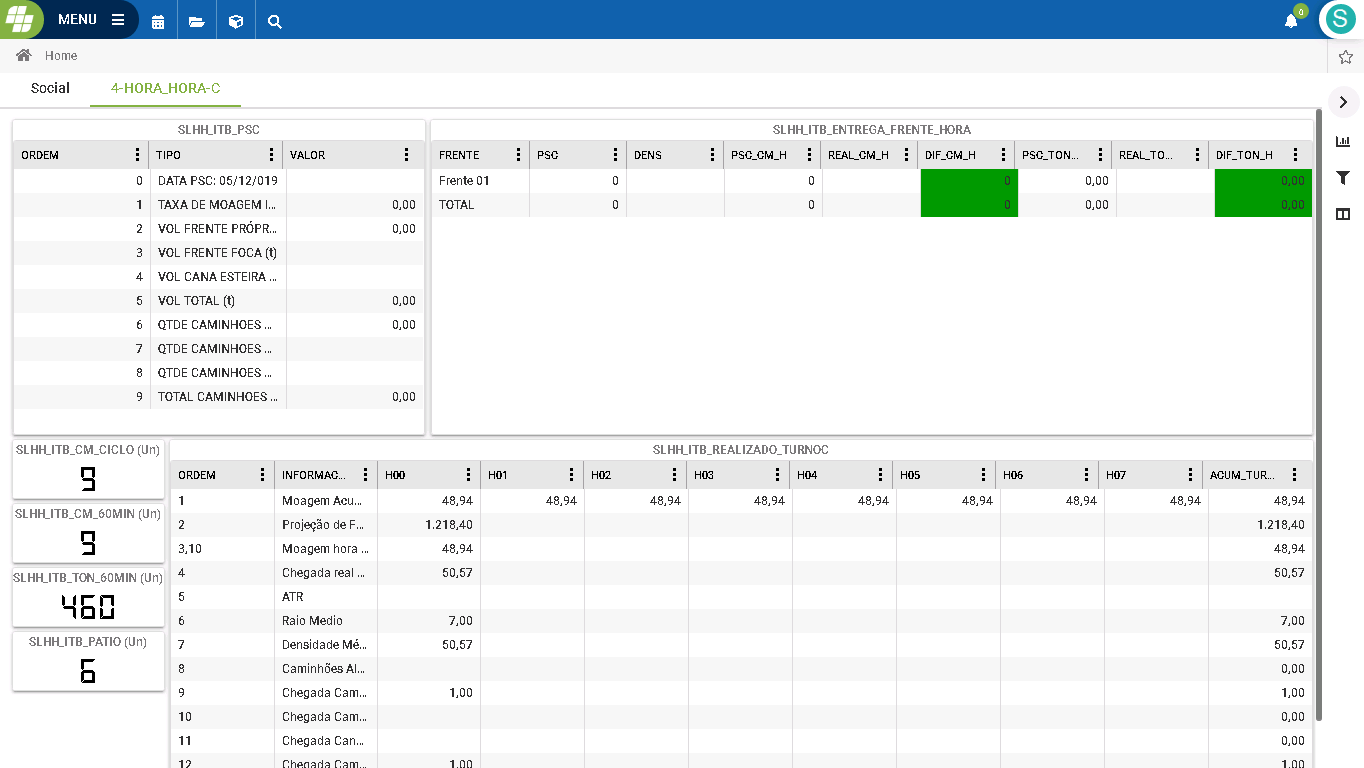 MENU
0
S
Home
Social 4-HORA_HORA-C
SLHH_ITB_PSC
ORDEM TIPO VALOR
0 DATA PSC: 05/12/019
1 TAXA DE MOAGEM I... 0,00
2 VOL FRENTE PRÓPR... 0,00
3 VOL FRENTE FOCA (t)
4 VOL CANA ESTEIRA ...
5 VOL TOTAL (t) 0,00
6 QTDE CAMINHOES ... 0,00
7 QTDE CAMINHOES ...
8 QTDE CAMINHOES ...
9 TOTAL CAMINHOES ... 0,00
SLHH_ITB_ENTREGA_FRENTE_HORA
FRENTE PSC DENS PSC_CM_H REAL_CM_H DIF_CM_H PSC_TON... REAL_TO... DIF_TON_H
Frente 01 0 0 0 0,00 0,00
TOTAL 0 0 0 0,00 0,00
SLHH_ITB_CM_CICLO (Un)
9
SLHH_ITB_CM_60MIN (Un)
9
SLHH_ITB_TON_60MIN (Un)
460
SLHH_ITB_PATIO (Un)
6
SLHH_ITB_REALIZADO_TURNOC
ORDEM INFORMAC... H00 H01 H02 H03 H04 H05 H06 H07 ACUM_TUR...
1 Moagem Acu... 48,94 48,94 48,94 48,94 48,94 48,94 48,94 48,94 48,94
2 Projeção de F... 1.218,40 1.218,40
3,10 Moagem hora ... 48,94 48,94
4 Chegada real ... 50,57 50,57
5 ATR
6 Raio Medio 7,00 7,00
7 Densidade Mé... 50,57 50,57
8 Caminhões Al... 0,00
9 Chegada Cam... 1,00 1,00
10 Chegada Cam... 0,00
11 Chegada Can... 0,00
12 Chegada Cam... 1,00 1,00